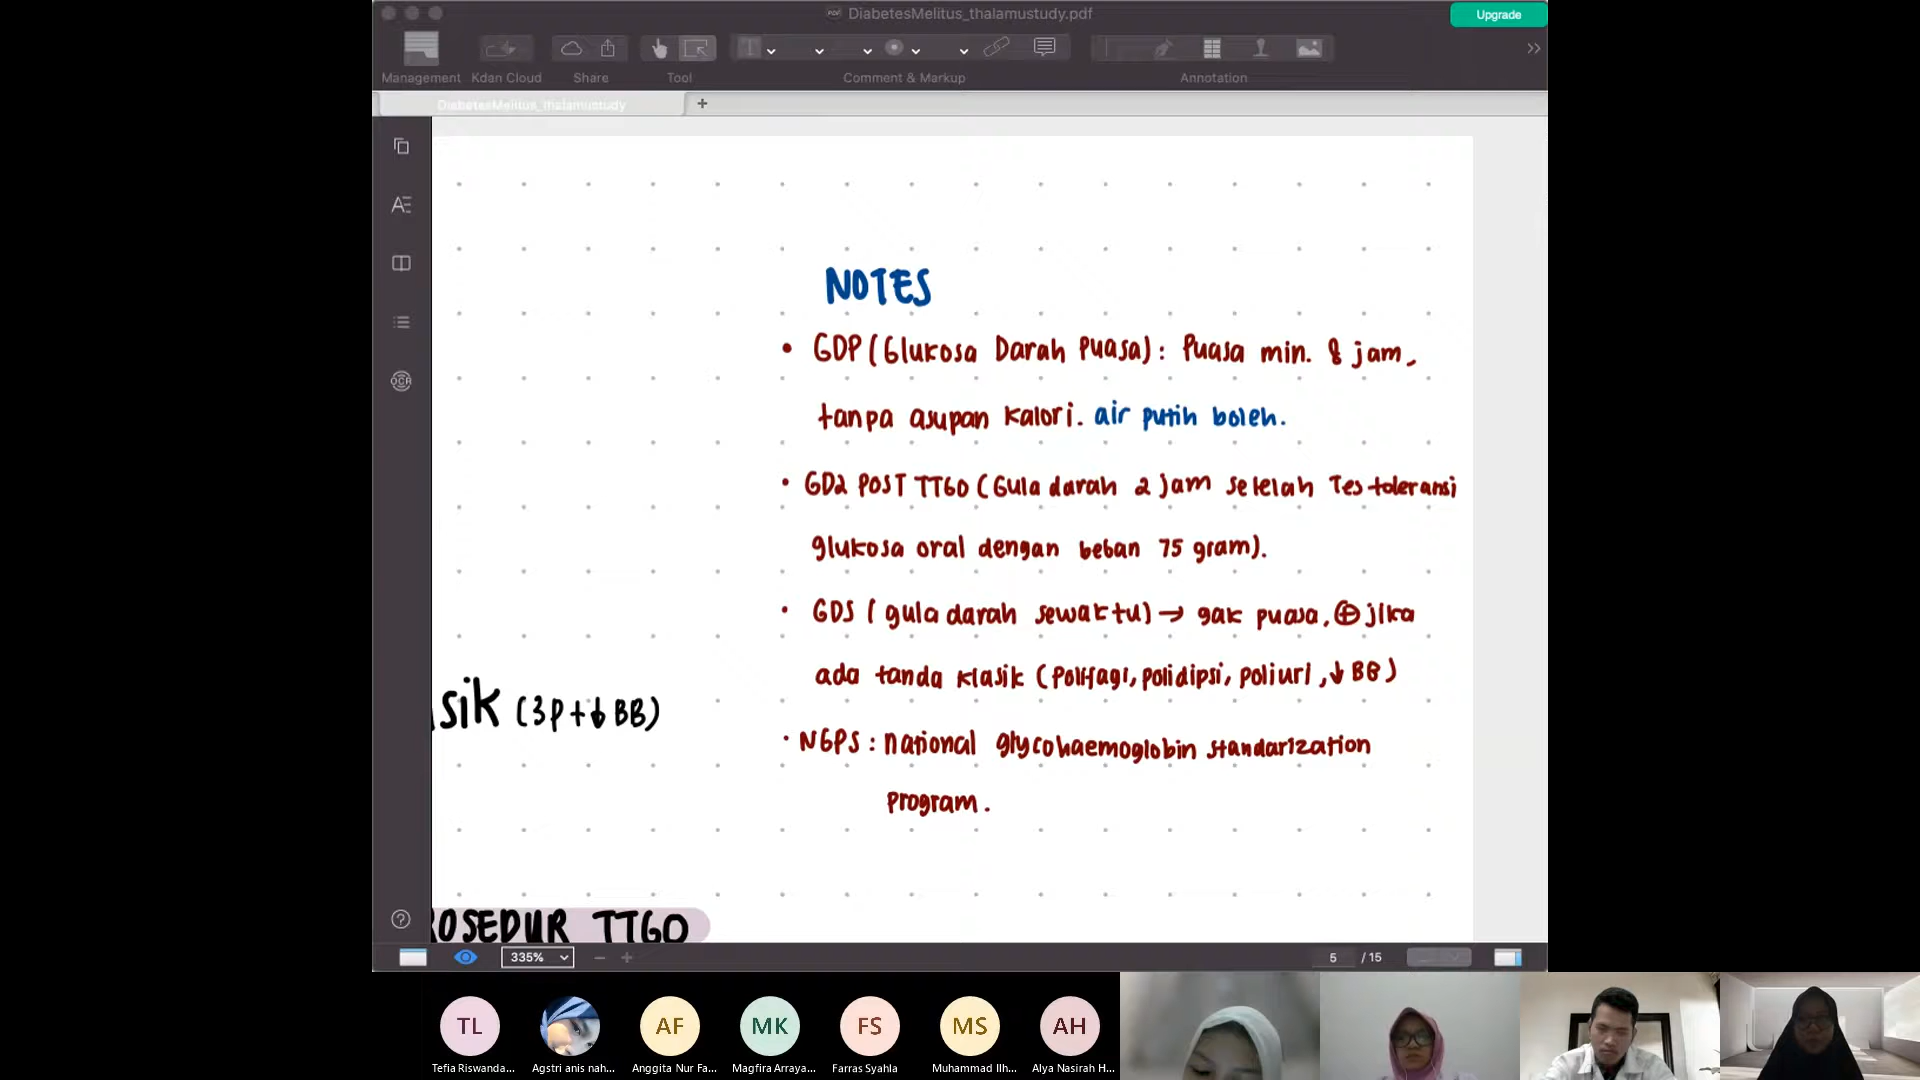 DiabetesMelitus_thalamustudy.pdf
Upgrade
Management Kdan Cloud Share Tool Comment & Markup Annotation
DiabetesMelitus_thalamustudy +
NOTES
• GDP (Glukosa Darah Puasa) : Puasa min. 8 jam,
tanpa asupan kalori. air putih boleh.
• GD2 POST TTGO (Gula darah 2 jam setelah Tes toleransi
glukosa oral dengan beban 75 gram).
• GDS (gula darah sewaktu) → gak puasa, ⊕ jika
ada tanda klasik (polifagi, polidipsi, poliuri, ↓ BB)
sik (3P + ↓ BB)
• NGPS : national glycohaemoglobin standarization
program.
ROSEDUR TTGO
335% 5 / 15
TL AF MK FS MS AH
Tefia Riswanda... Agstri anis nah... Anggita Nur Fa... Magfira Arraya... Farras Syahla Muhammad Ilh... Alya Nasirah H...